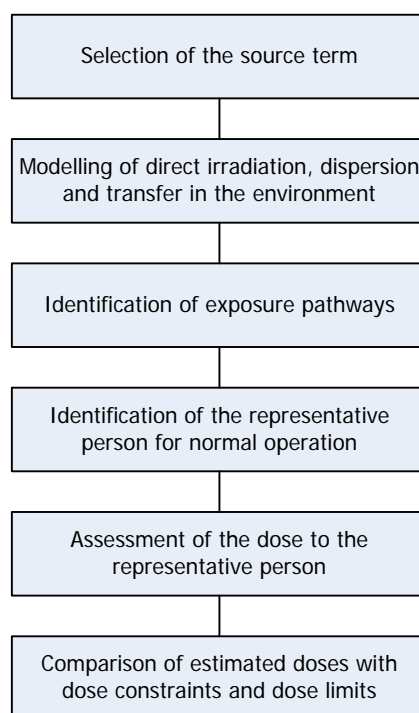 Selection of the source term
Modelling of direct irradiation, dispersion
and transfer in the environment
Identification of exposure pathways
Identification of the representative
person for normal operation
Assessment of the dose to the
representative person
Comparison of estimated doses with
dose constraints and dose limits